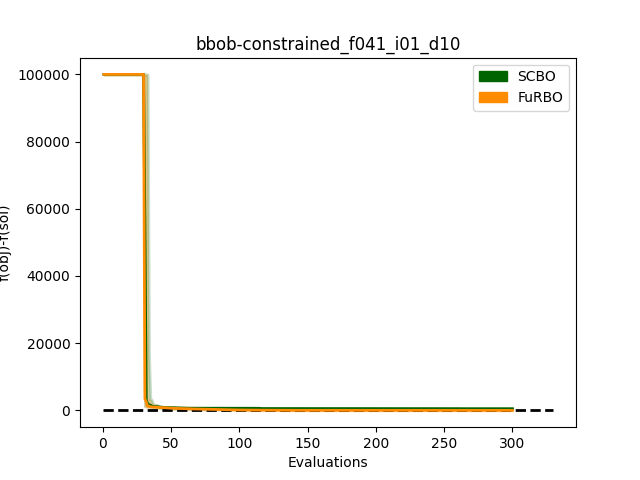 bbob-constrained_f041_i01_d10
SCBO
FuRBO
f(obj)-f(sol)
100000
80000
60000
40000
20000
0
0 50 100 150 200 250 300
Evaluations